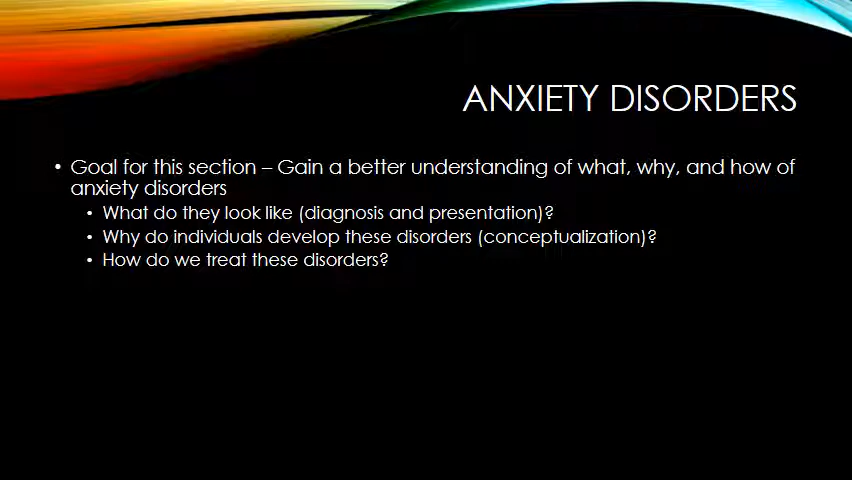 ANXIETY DISORDERS
• Goal for this section – Gain a better understanding of what, why, and how of
anxiety disorders
• What do they look like (diagnosis and presentation)?
• Why do individuals develop these disorders (conceptualization)?
• How do we treat these disorders?